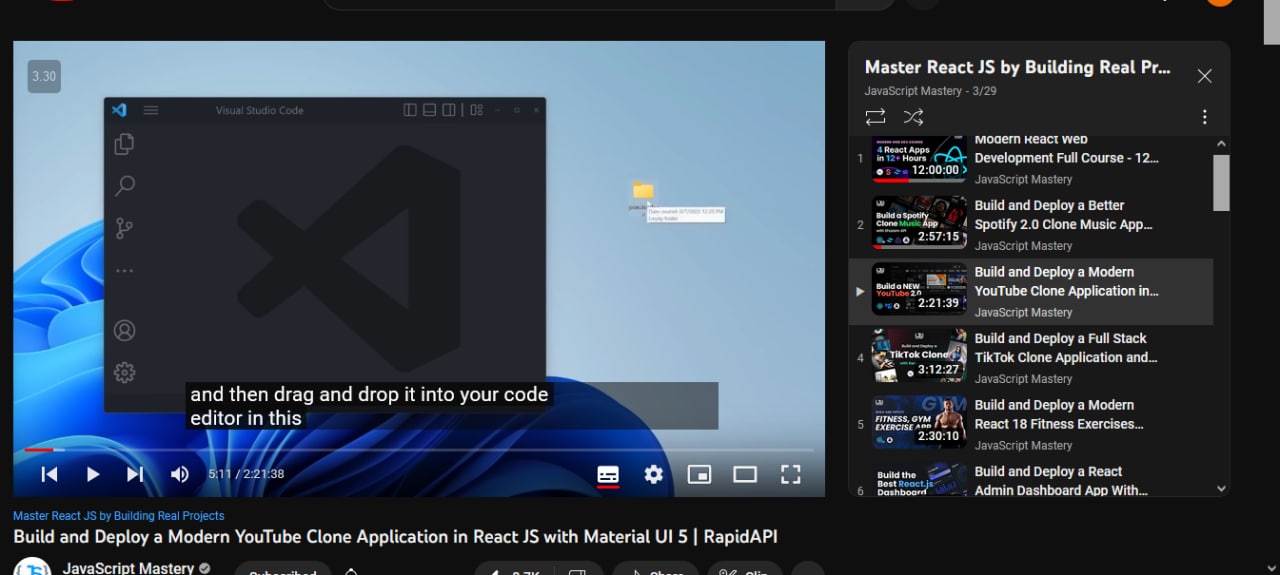 3.30
Visual Studio Code
Date created: 8/7/2022 12:20 PM
Empty folder
and then drag and drop it into your code
editor in this
5:11 / 2:21:38
Master React JS by Building Real Projects
Build and Deploy a Modern YouTube Clone Application in React JS with Material UI 5 | RapidAPI
JavaScript Mastery
Subscribed
Share
Clip
Master React JS by Building Real Pr...
JavaScript Mastery - 3/29
1
4 React Apps
in 12+ Hours
12:00:00
Modern React Web
Development Full Course - 12...
JavaScript Mastery
2
Build a Spotify
Clone Music App
2:57:15
Build and Deploy a Better
Spotify 2.0 Clone Music App...
JavaScript Mastery
Build a NEW
YouTube 2.0
2:21:39
Build and Deploy a Modern
YouTube Clone Application in...
JavaScript Mastery
4
Build and Deploy a
TikTok Clone
3:12:27
Build and Deploy a Full Stack
TikTok Clone Application and...
JavaScript Mastery
5
FITNESS, GYM
EXERCISE APP
2:30:10
Build and Deploy a Modern
React 18 Fitness Exercises...
JavaScript Mastery
6
Build the
Best React.js
Dashboard
Build and Deploy a React
Admin Dashboard App With...